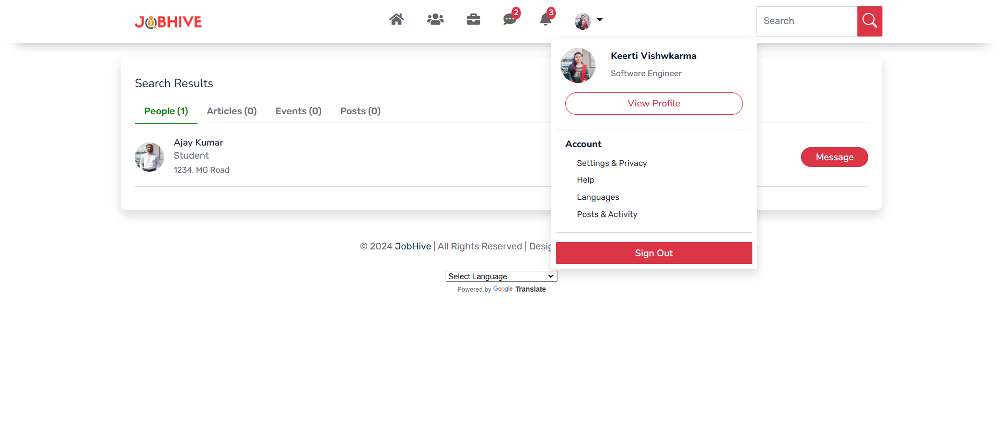 JOBHIVE
2
3
Search
Keerti Vishwkarma
Software Engineer
View Profile
Search Results
People (1)
Articles (0)
Events (0)
Posts (0)
Ajay Kumar
Student
1234, MG Road
Message
Account
Settings & Privacy
Help
Languages
Posts & Activity
Sign Out
© 2024 JobHive | All Rights Reserved |
Select Language
Powered by Google Translate